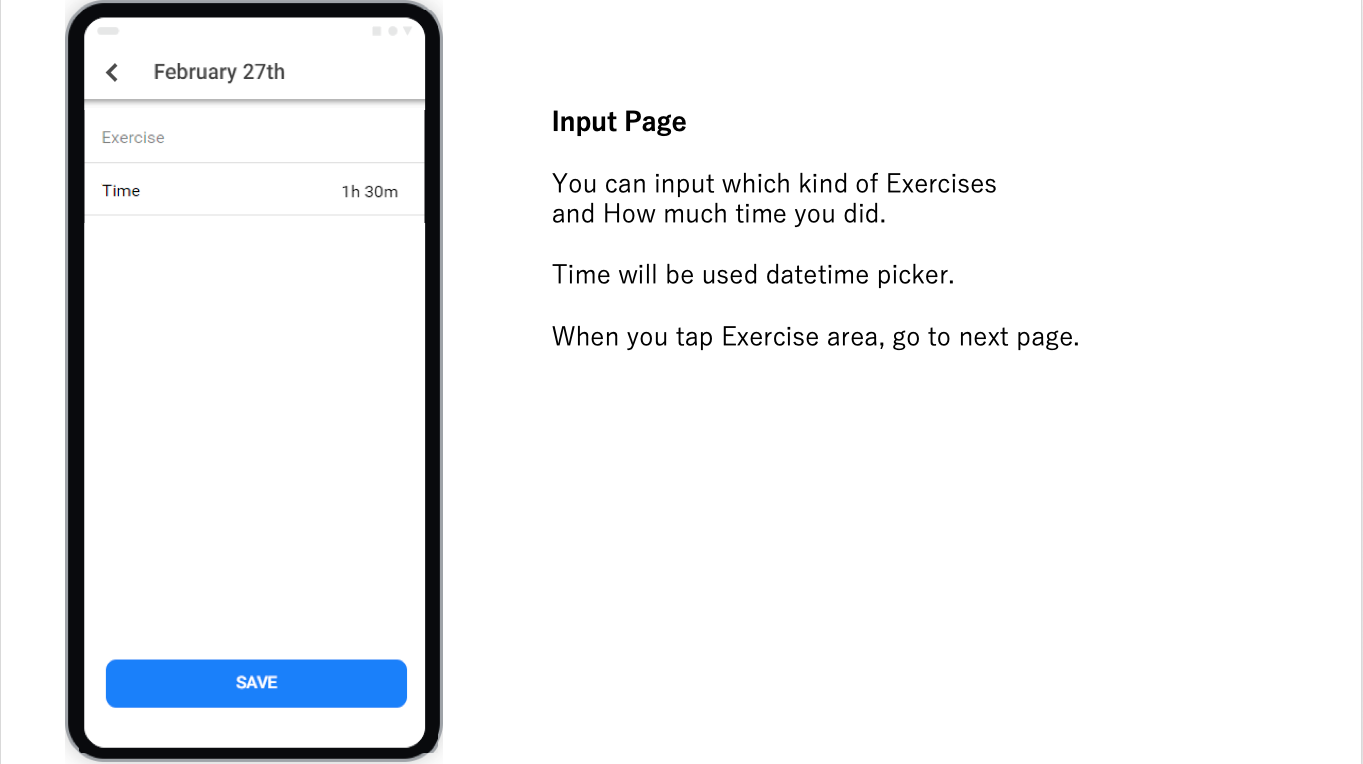 February 27th
Exercise
Time 1h 30m
SAVE
Input Page
You can input which kind of Exercises
and How much time you did.
Time will be used datetime picker.
When you tap Exercise area, go to next page.